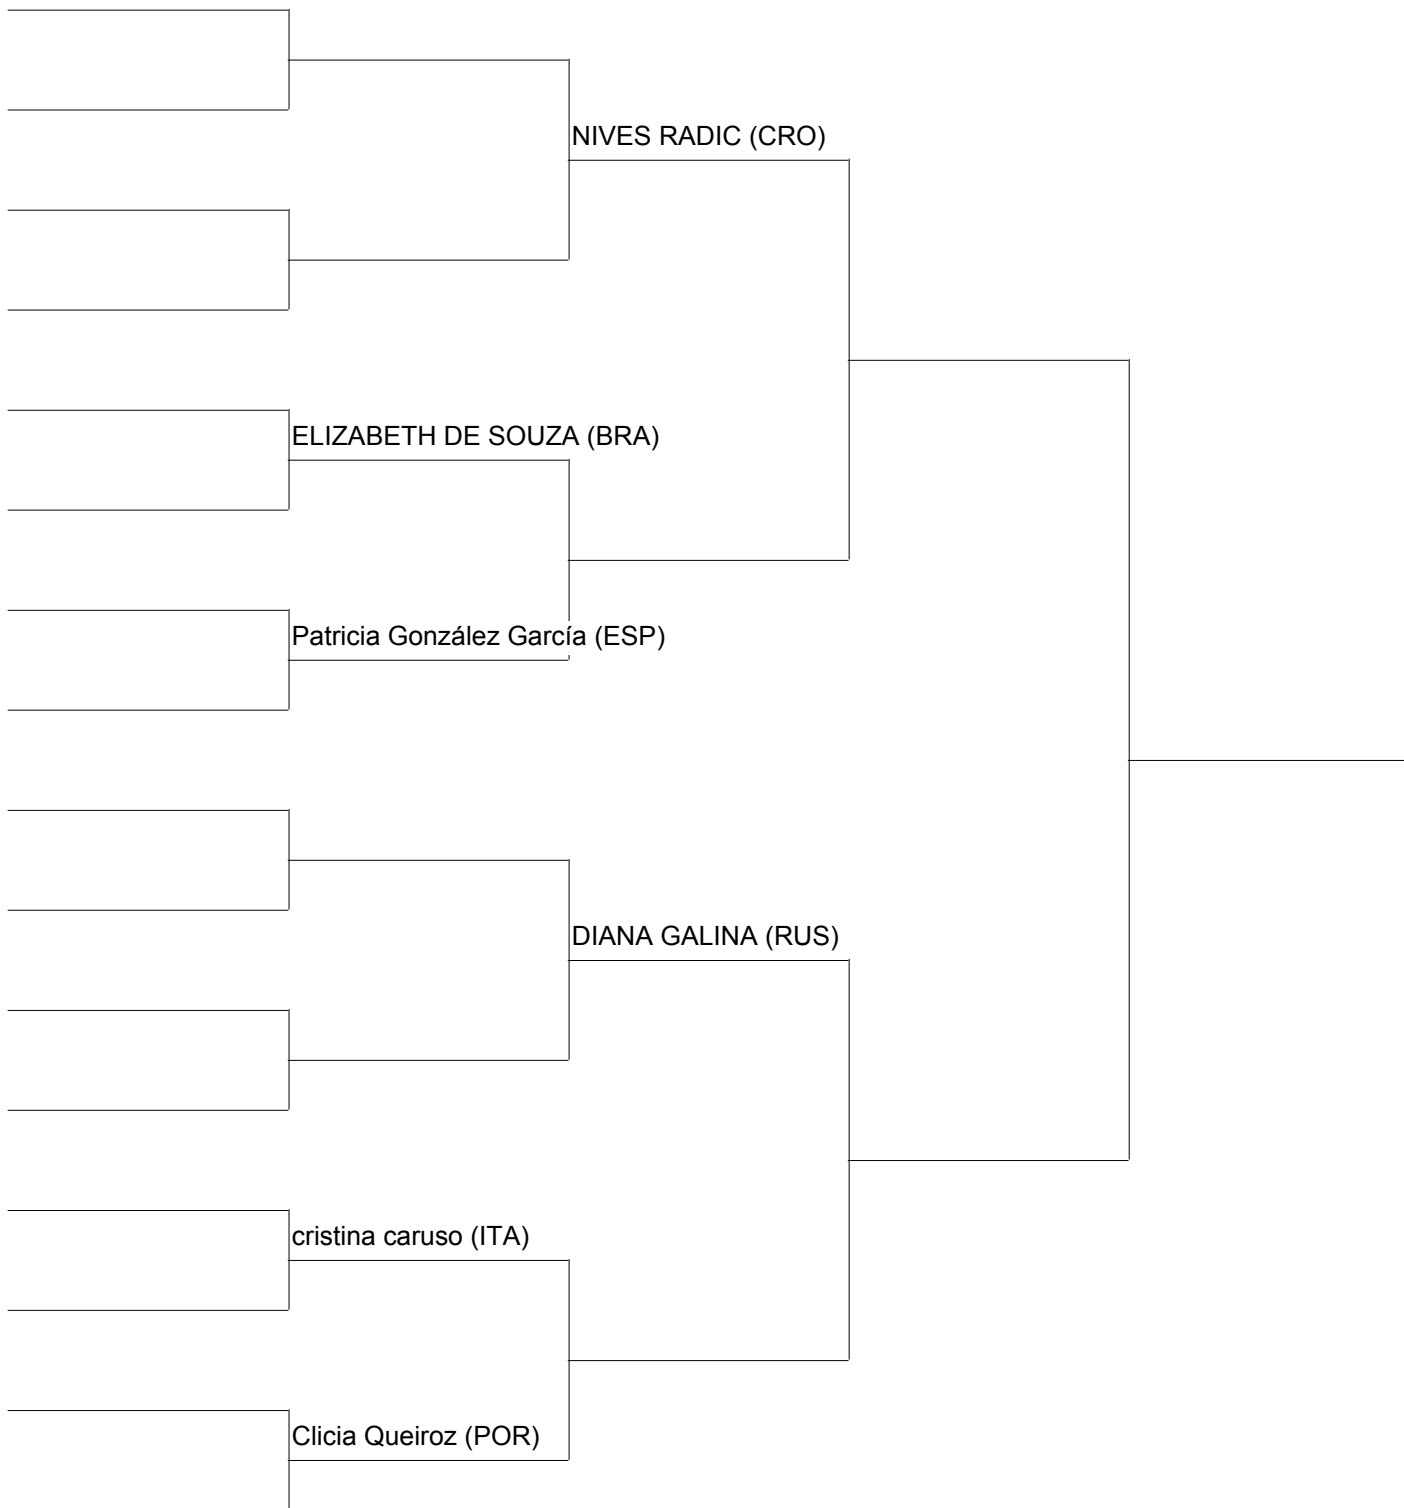 NIVES RADIC (CRO)
ELIZABETH DE SOUZA (BRA)
Patricia González García (ESP)
DIANA GALINA (RUS)
cristina caruso (ITA)
Clicia Queiroz (POR)